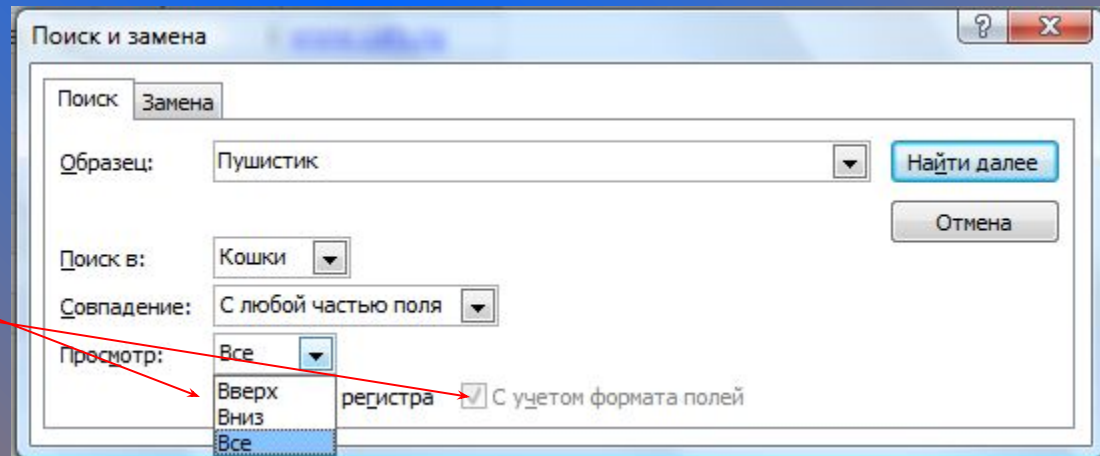 Поиск и замена
Поиск Замена
Образец: Пушистик Найти далее
Отмена
Поиск в: Кошки
Совпадение: С любой частью поля
Просмотр: Все
Вверх регистра С учетом формата полей
Вниз
Все